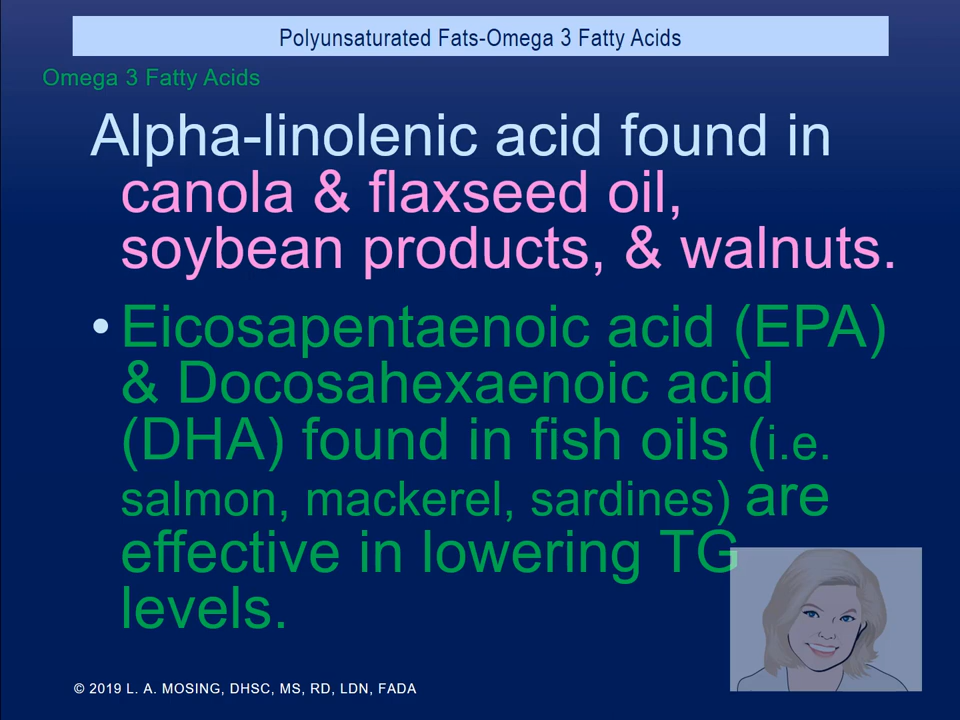 Polyunsaturated Fats-Omega 3 Fatty Acids
Omega 3 Fatty Acids
Alpha-linolenic acid found in
canola & flaxseed oil,
soybean products, & walnuts.
• Eicosapentaenoic acid (EPA)
& Docosahexaenoic acid
(DHA) found in fish oils (i.e.
salmon, mackerel, sardines) are
effective in lowering TG
levels.
© 2019 L. A. MOSING, DHSC, MS, RD, LDN, FADA